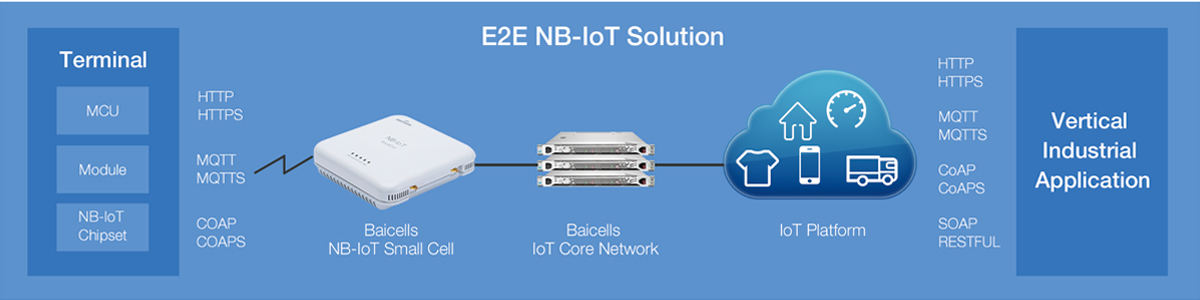 E2E NB-IoT Solution
Terminal
MCU
Module
NB-IoT
Chipset
HTTP
HTTPS
MQTT
MQTTS
COAP
COAPS
NB-IoT
Baicells
NB-IoT Small Cell
Baicells
IoT Core Network
IoT Platform
HTTP
HTTPS
MQTT
MQTTS
CoAP
CoAPS
SOAP
RESTFUL
Vertical
Industrial
Application